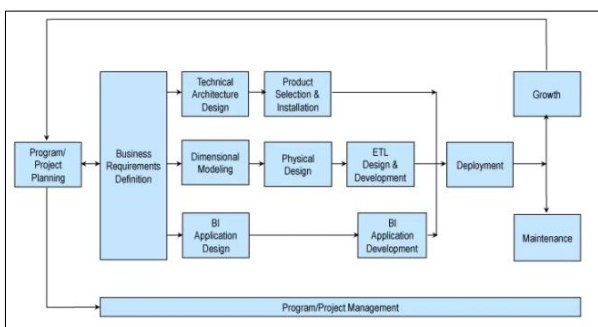 Program/
Project
Planning
Business
Requirements
Definition
Technical
Architecture
Design
Product
Selection &
Installation
Dimensional
Modeling
Physical
Design
ETL
Design &
Development
BI
Application
Design
BI
Application
Development
Deployment
Growth
Maintenance
Program/Project Management